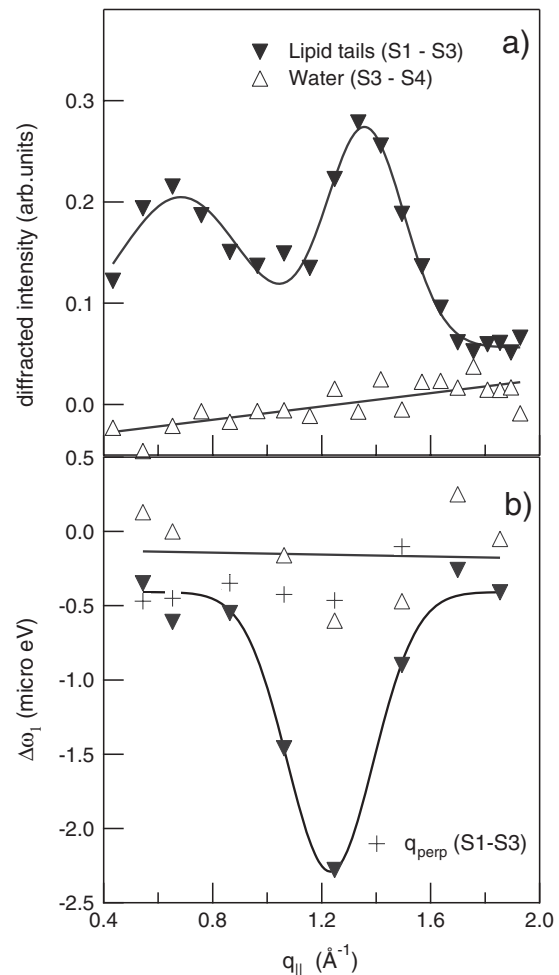 a)
Lipid tails (S1 - S3)
Water (S3 - S4)
diffracted intensity (arb.units)
0.3
0.2
0.1
0.0
b)
Δω₁ (micro eV)
0.5
0.0
-0.5
-1.0
-1.5
-2.0
-2.5
q_perp (S1-S3)
0.4 0.8 1.2 1.6 2.0
q_|| (Å⁻¹)